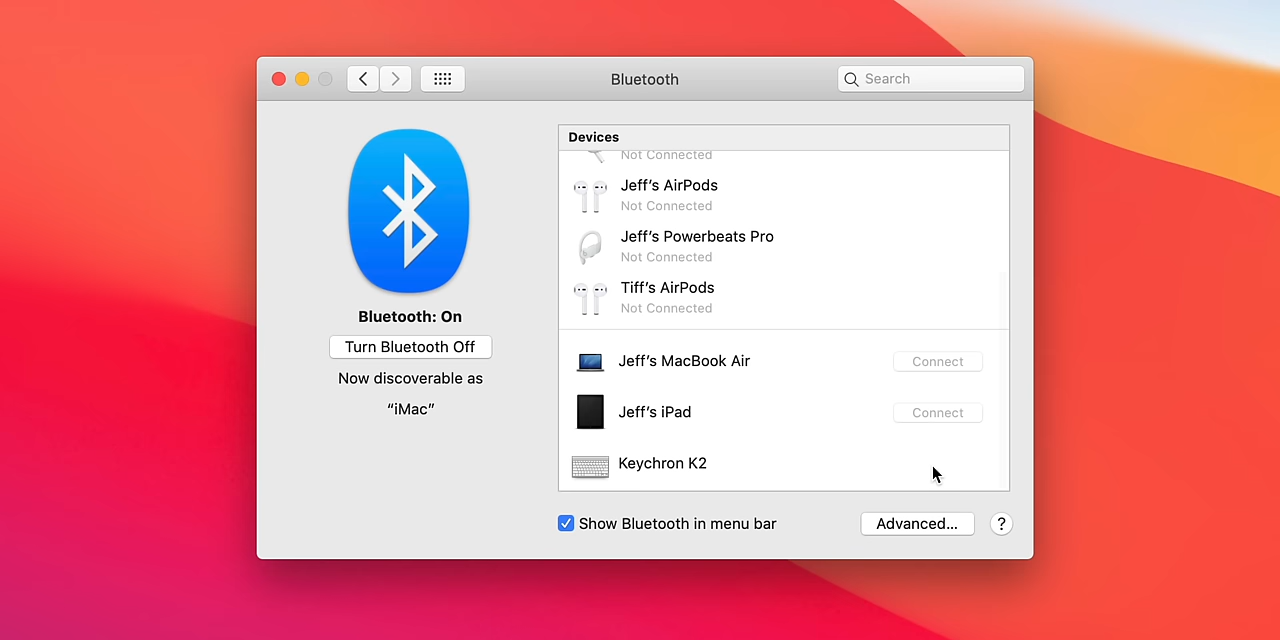 Bluetooth
Search
Devices
Not Connected
Jeff’s AirPods
Not Connected
Jeff’s Powerbeats Pro
Not Connected
Tiff’s AirPods
Not Connected
Jeff’s MacBook Air
Connect
Jeff’s iPad
Connect
Keychron K2
Bluetooth: On
Turn Bluetooth Off
Now discoverable as
“iMac”
Show Bluetooth in menu bar
Advanced...
?